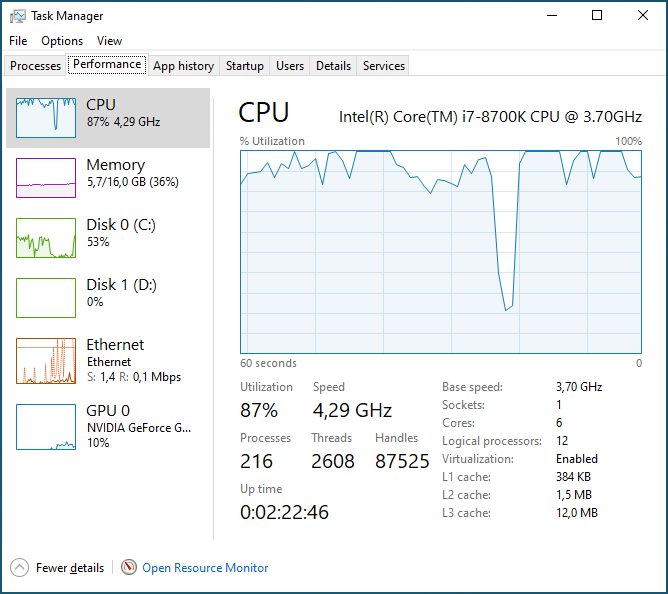 Task Manager
File Options View
Processes Performance App history Startup Users Details Services
CPU
87% 4,29 GHz
Memory
5,7/16,0 GB (36%)
Disk 0 (C:)
53%
Disk 1 (D:)
0%
Ethernet
Ethernet
S: 1,4 R: 0,1 Mbps
GPU 0
NVIDIA GeForce G...
10%
CPU Intel(R) Core(TM) i7-8700K CPU @ 3.70GHz
% Utilization 100%
60 seconds 0
Utilization Speed
87% 4,29 GHz
Processes Threads Handles
216 2608 87525
Up time
0:02:22:46
Base speed: 3,70 GHz
Sockets: 1
Cores: 6
Logical processors: 12
Virtualization: Enabled
L1 cache: 384 KB
L2 cache: 1,5 MB
L3 cache: 12,0 MB
Fewer details Open Resource Monitor